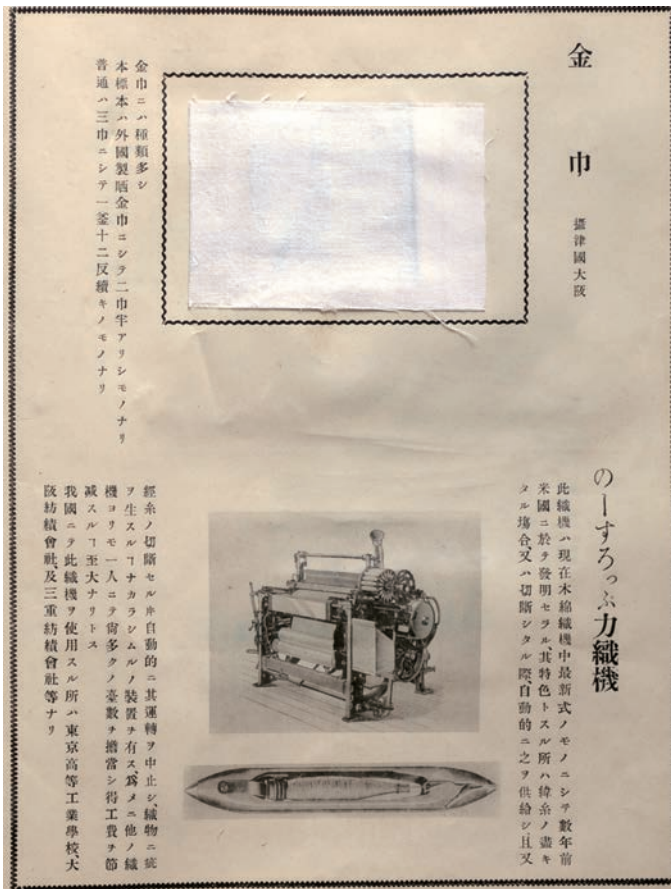 金巾
攝津國大阪
金巾ニハ種類多シ
本標本ハ外國製晒金巾ニシテ二巾半アリシモノナリ
普通ハ三巾ニシテ一釜十二反續キノモノナリ
のーすろっぷ力織機
此織機ハ現在木綿織機中最新式ノモノニシテ數年前
米國ニ於テ發明セラル、其特色トスル所ハ緯糸ノ盡キ
タル塲合、又ハ切斷シタル際、自動的ニ之ヲ供給シ、且又
經糸ノ切斷セル片自動的ニ其運轉ヲ中止シ、織物ニ疵
ヲ生スルヿナカラシムルノ装置ヲ有ス、爲メニ他ノ織
機ヨリモ一人ニテ尙多クノ臺數ヲ擔當シ得工費ヲ節
減スルヿ至大ナリトス
我國ニテ此織機ヲ使用スル所ハ東京高等工業學校、大
阪紡績會社、及三重紡績會社等ナリ